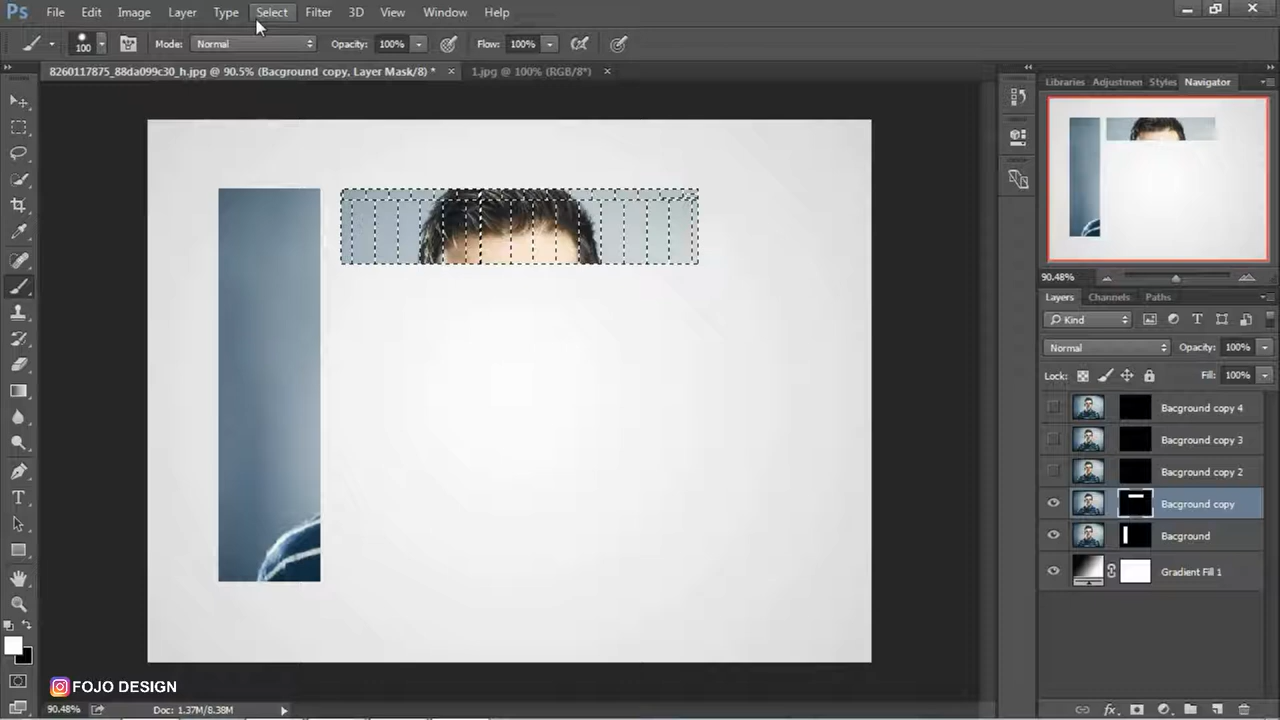 Ps File Edit Image Layer Type Select Filter 3D View Window Help
100 Mode: Normal Opacity: 100% Flow: 100%
8260117875_88da099c30_h.jpg @ 90.5% (Bacground copy, Layer Mask/8) * × 1.jpg @ 100% (RGB/8*) ×
Libraries Adjustmen Styles Navigator
90.48%
Layers Channels Paths
Kind
Normal Opacity: 100%
Lock: Fill: 100%
Bacground copy 4
Bacground copy 3
Bacground copy 2
Bacground copy
Bacground
Gradient Fill 1
FOJO DESIGN
90.48% Doc: 1.37M/8.38M